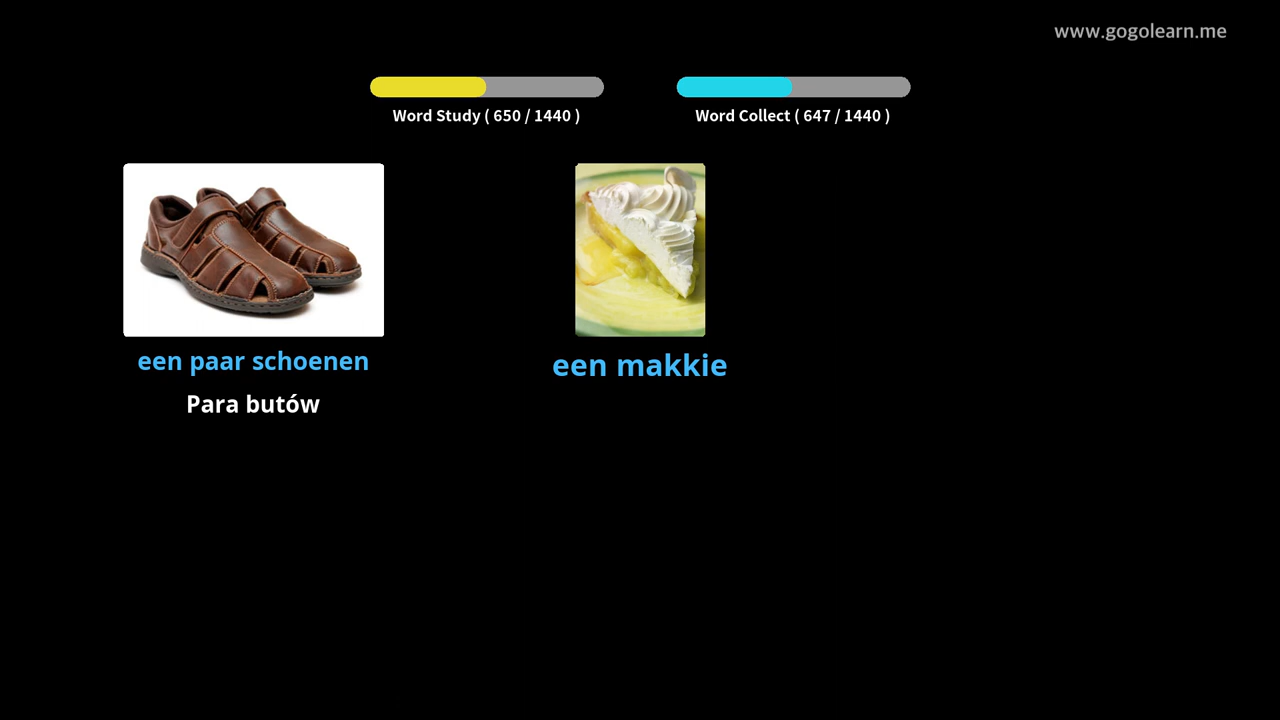 www.gogolearn.me
Word Study ( 650 / 1440 )
Word Collect ( 647 / 1440 )
een paar schoenen
Para butów
een makkie